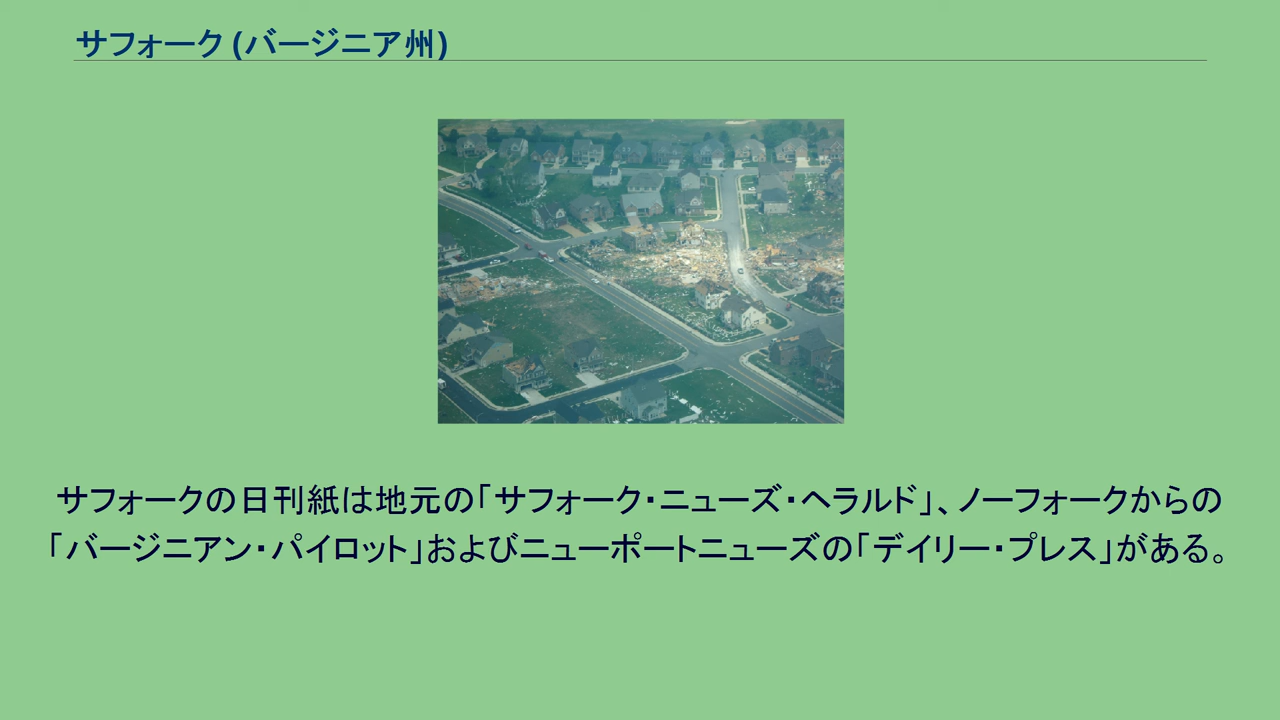 サフォーク (バージニア州)
サフォークの日刊紙は地元の「サフォーク・ニューズ・ヘラルド」、ノーフォークからの
「バージニアン・パイロット」およびニューポートニューズの「デイリー・プレス」がある。